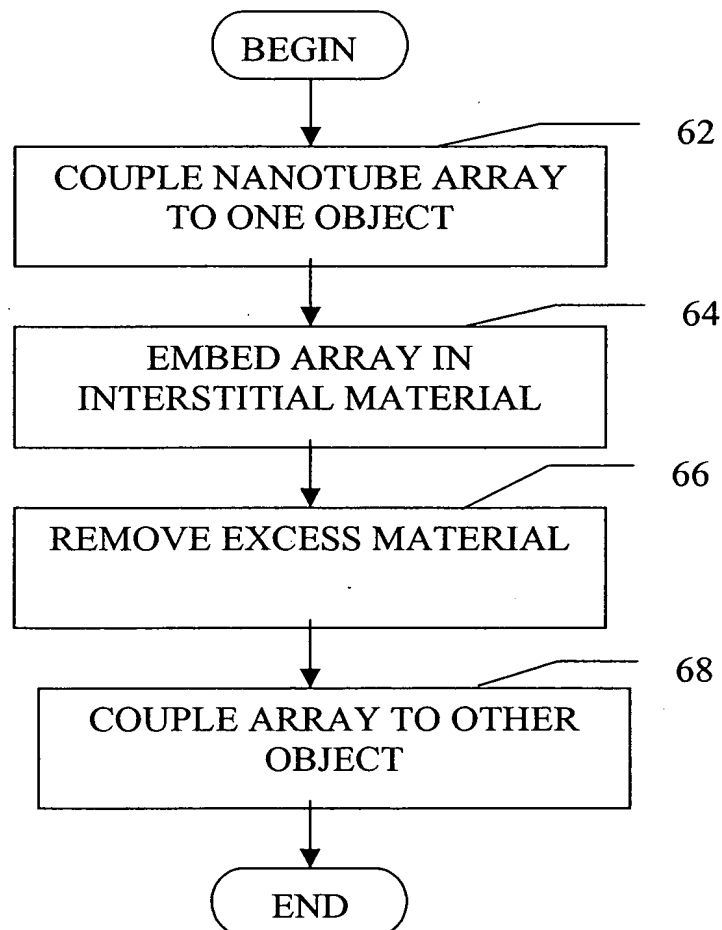 BEGIN
62
COUPLE NANOTUBE ARRAY
TO ONE OBJECT
64
EMBED ARRAY IN
INTERSTITIAL MATERIAL
66
REMOVE EXCESS MATERIAL
68
COUPLE ARRAY TO OTHER
OBJECT
END